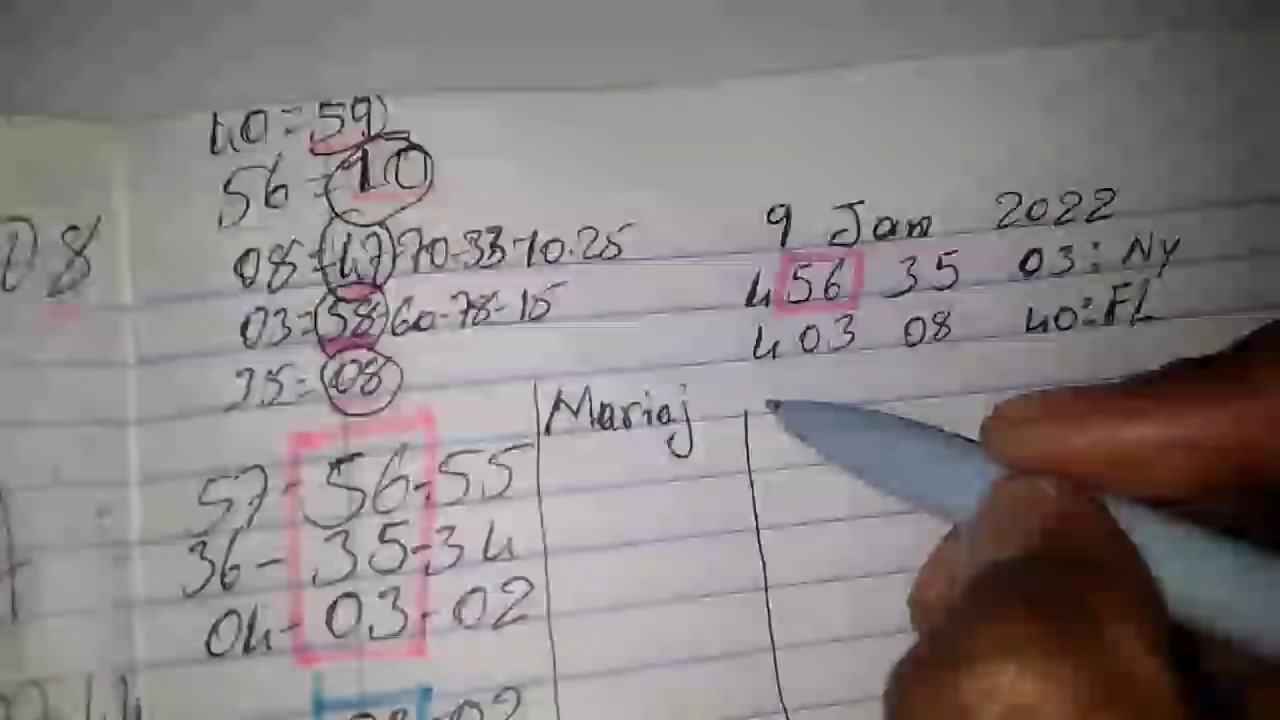 40=59
56=10
08=47)70-33-10.25
03=58)60-78-15
35=08
08
9 Jan 2022
456 35 03: Ny
403 08 40:FL
Mariaj
57-56-55
36-35-34
04-03-02
02